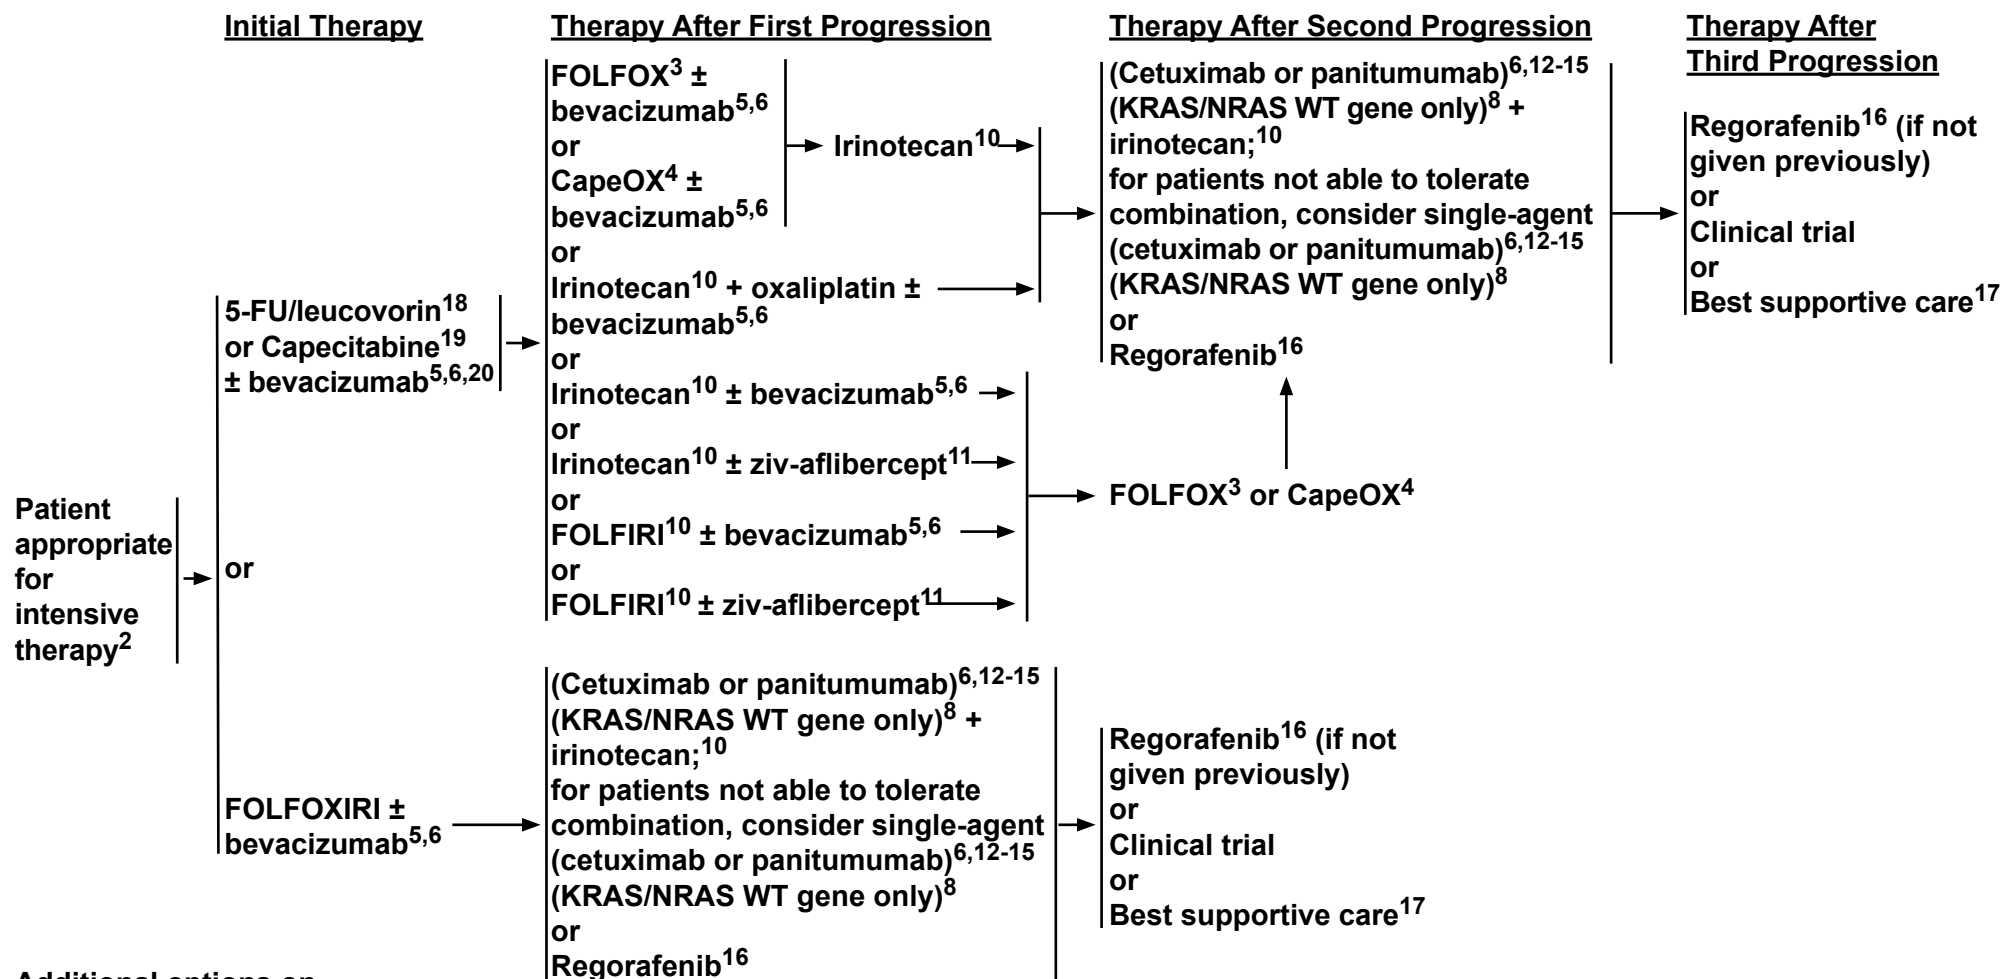 Initial Therapy
Therapy After First Progression
Therapy After Second Progression
Therapy After
Third Progression
Patient
appropriate
for
intensive
therapy2
5-FU/leucovorin18
or Capecitabine19
± bevacizumab5,6,20
or
FOLFOXIRI ±
bevacizumab5,6
FOLFOX3 ±
bevacizumab5,6
or
CapeOX4 ±
bevacizumab5,6
or
Irinotecan10 + oxaliplatin ±
bevacizumab5,6
or
Irinotecan10 ± bevacizumab5,6
or
Irinotecan10 ± ziv-aflibercept11
or
FOLFIRI10 ± bevacizumab5,6
or
FOLFIRI10 ± ziv-aflibercept11
Irinotecan10
(Cetuximab or panitumumab)6,12-15
(KRAS/NRAS WT gene only)8 +
irinotecan;10
for patients not able to tolerate
combination, consider single-agent
(cetuximab or panitumumab)6,12-15
(KRAS/NRAS WT gene only)8
or
Regorafenib16
FOLFOX3 or CapeOX4
Regorafenib16 (if not
given previously)
or
Clinical trial
or
Best supportive care17
(Cetuximab or panitumumab)6,12-15
(KRAS/NRAS WT gene only)8 +
irinotecan;10
for patients not able to tolerate
combination, consider single-agent
(cetuximab or panitumumab)6,12-15
(KRAS/NRAS WT gene only)8
or
Regorafenib16
Regorafenib16 (if not
given previously)
or
Clinical trial
or
Best supportive care17
Additional options on